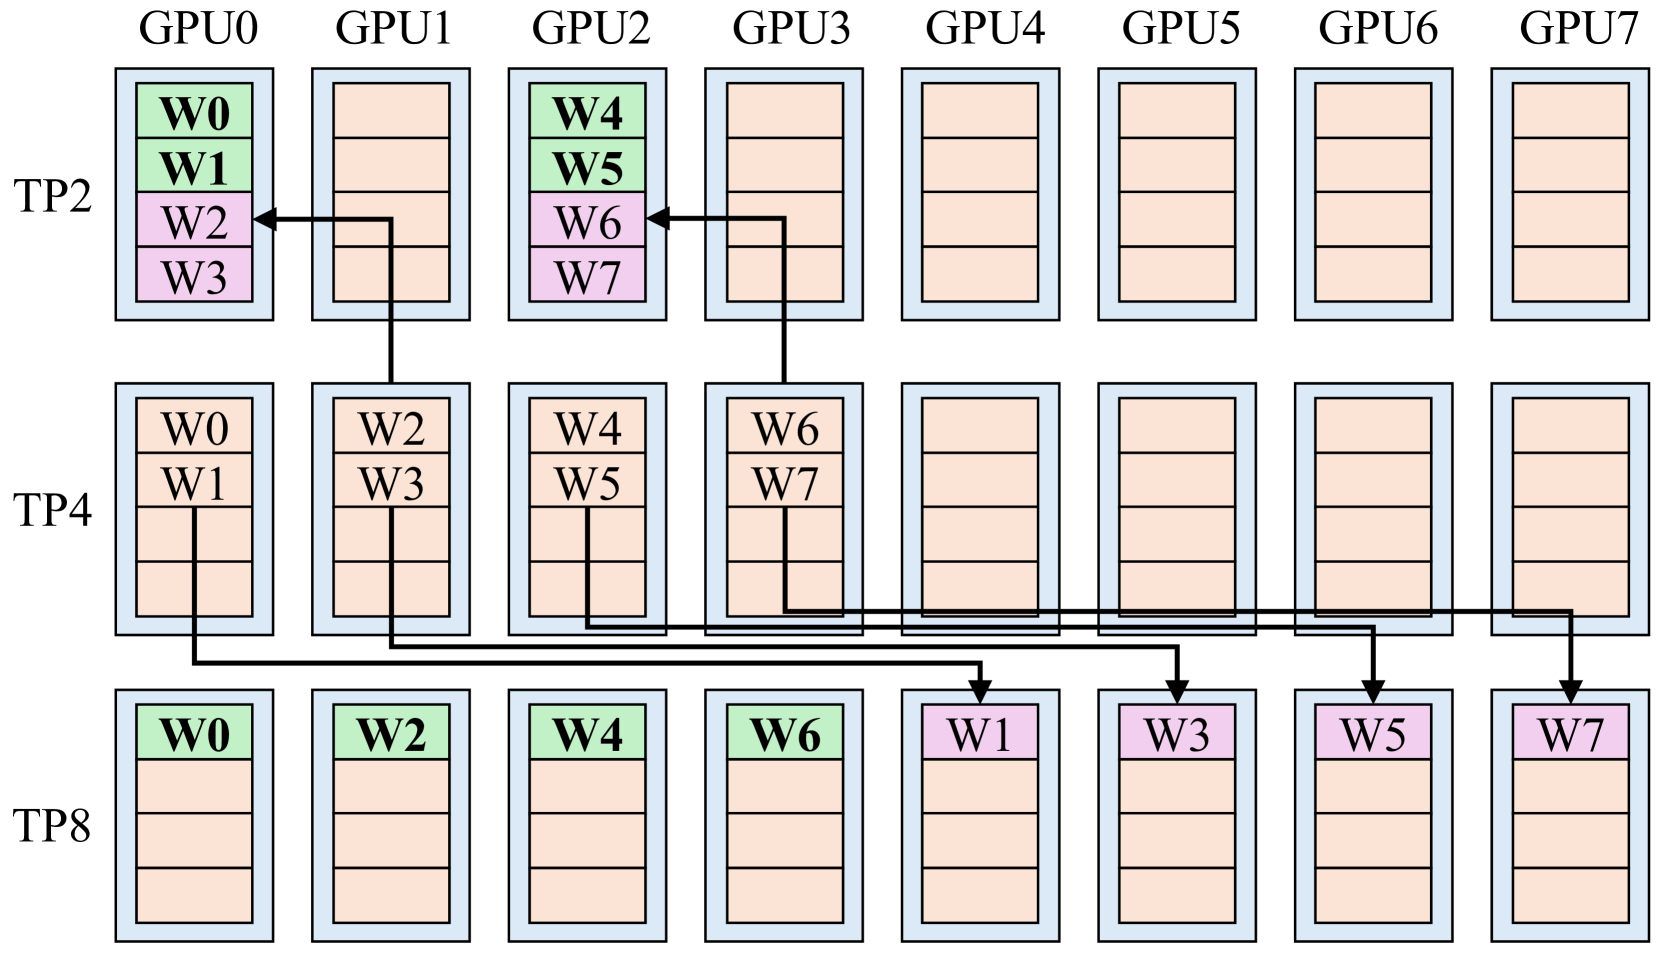 GPU0 GPU1 GPU2 GPU3 GPU4 GPU5 GPU6 GPU7
W0 W4
W1 W5
TP2
W2 W6
W3 W7
W0 W2 W4 W6
W1 W3 W5 W7
TP4
W0 W2 W4 W6 W1 W3 W5 W7
TP8